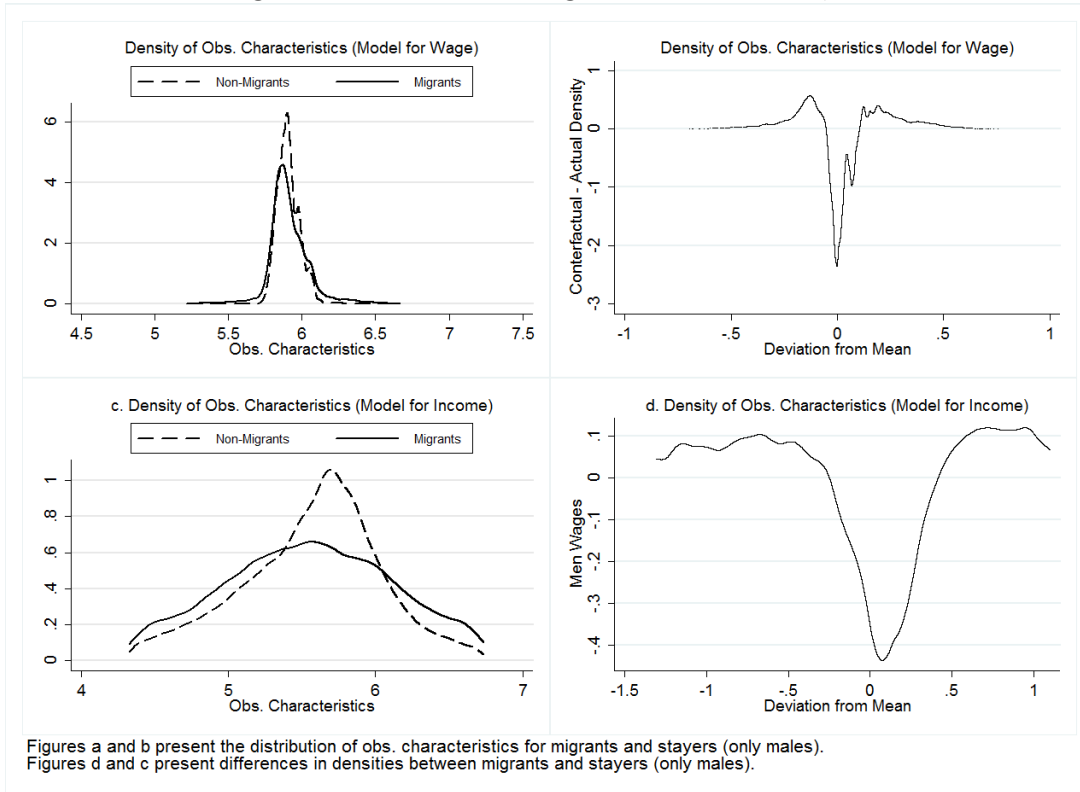 Density of Obs. Characteristics (Model for Wage)
Non-Migrants Migrants
6
4
2
0
4.5 5 5.5 6 6.5 7 7.5
Obs. Characteristics
Density of Obs. Characteristics (Model for Wage)
Conterfactual - Actual Density
1
0
-1
-2
-3
-1 -.5 0 .5 1
Deviation from Mean
c. Density of Obs. Characteristics (Model for Income)
Non-Migrants Migrants
1
.8
.6
.4
.2
0
4 5 6 7
Obs. Characteristics
d. Density of Obs. Characteristics (Model for Income)
Men Wages
.1
0
-.1
-.2
-.3
-.4
-1.5 -1 -.5 0 .5 1
Deviation from Mean
Figures a and b present the distribution of obs. characteristics for migrants and stayers (only males).
Figures d and c present differences in densities between migrants and stayers (only males).